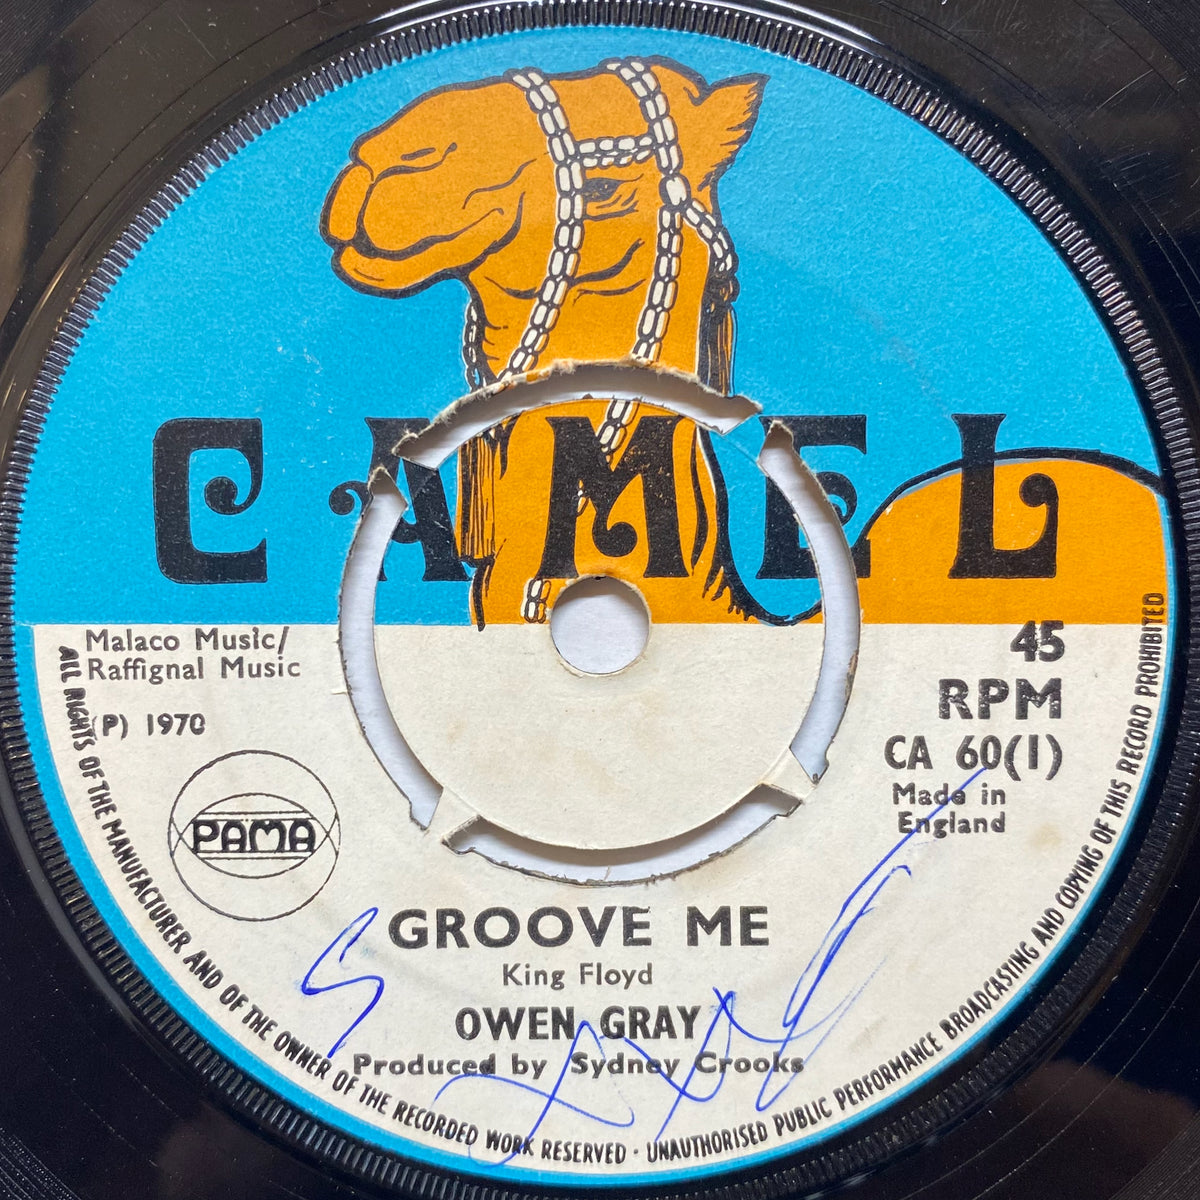 CAMEL
Malaco Music/
Raffignal Music
(P) 1970
45
RPM
CA 60(1)
Made in
England
PAMA
GROOVE ME
King Floyd
OWEN GRAY
Produced by Sydney Crooks
ALL RIGHTS OF THE MANUFACTURER AND OF THE OWNER OF THE RECORDED WORK RESERVED · UNAUTHORISED PUBLIC PERFORMANCE BROADCASTING AND COPYING OF THIS RECORD PROHIBITED